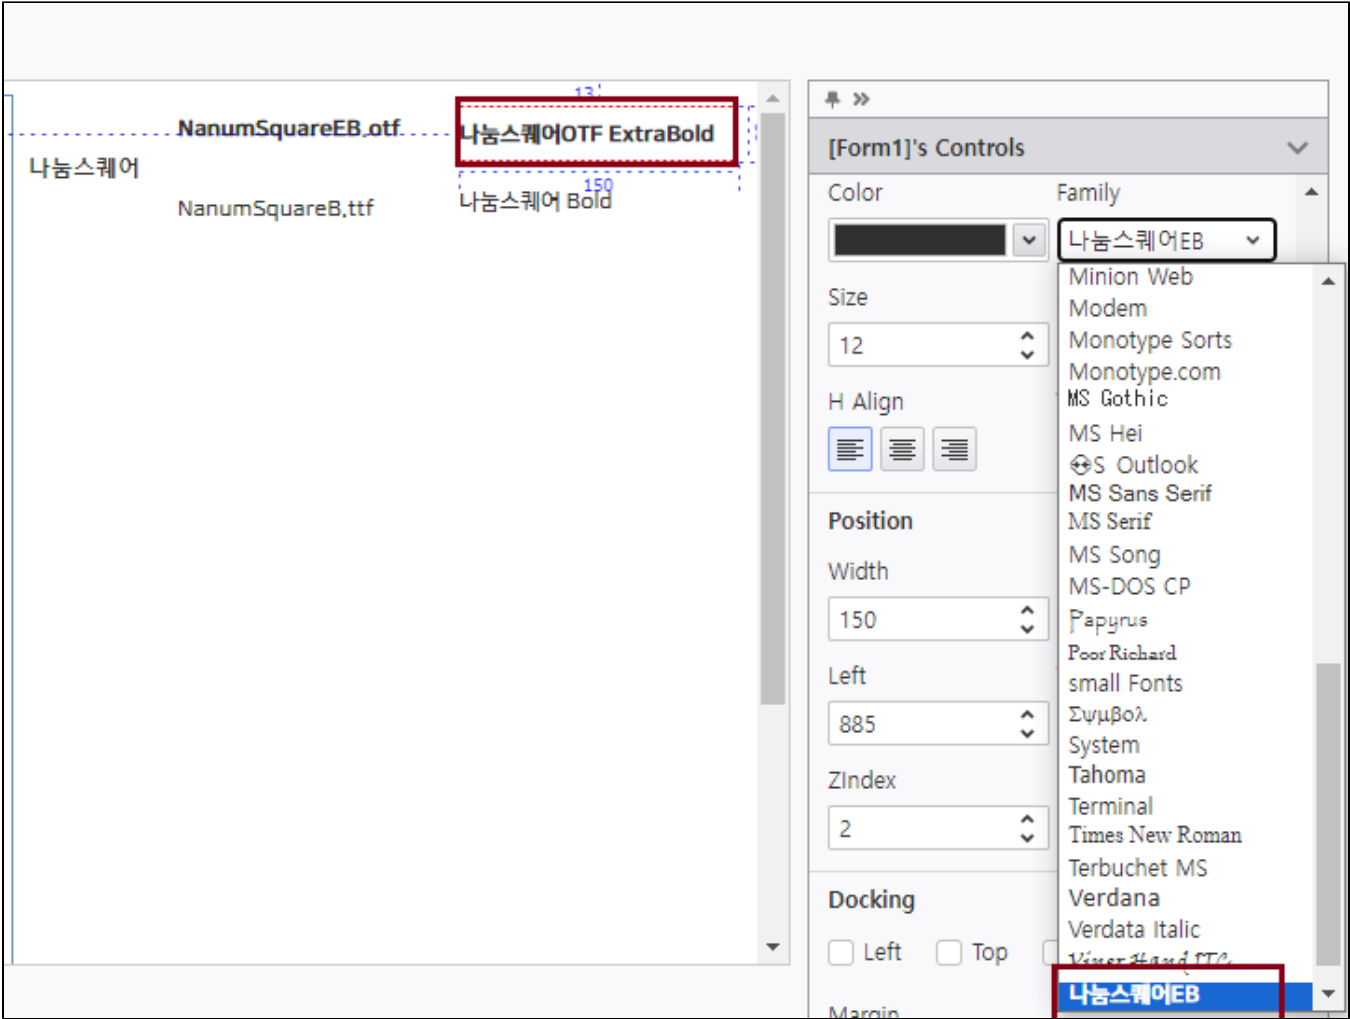 13
NanumSquareEB.otf
나눔스퀘어OTF ExtraBold
나눔스퀘어
150
NanumSquareB.ttf
나눔스퀘어 Bold
[Form1]'s Controls
Color
Family
나눔스퀘어EB
Size
12
H Align
Position
Width
150
Left
885
ZIndex
2
Docking
Left
Top
Margin
Minion Web
Modem
Monotype Sorts
Monotype.com
MS Gothic
MS Hei
S Outlook
MS Sans Serif
MS Serif
MS Song
MS-DOS CP
Papyrus
Poor Richard
small Fonts
Σψμβολ
System
Tahoma
Terminal
Times New Roman
Terbuchet MS
Verdana
Verdata Italic
Viner Hand ITC
나눔스퀘어EB